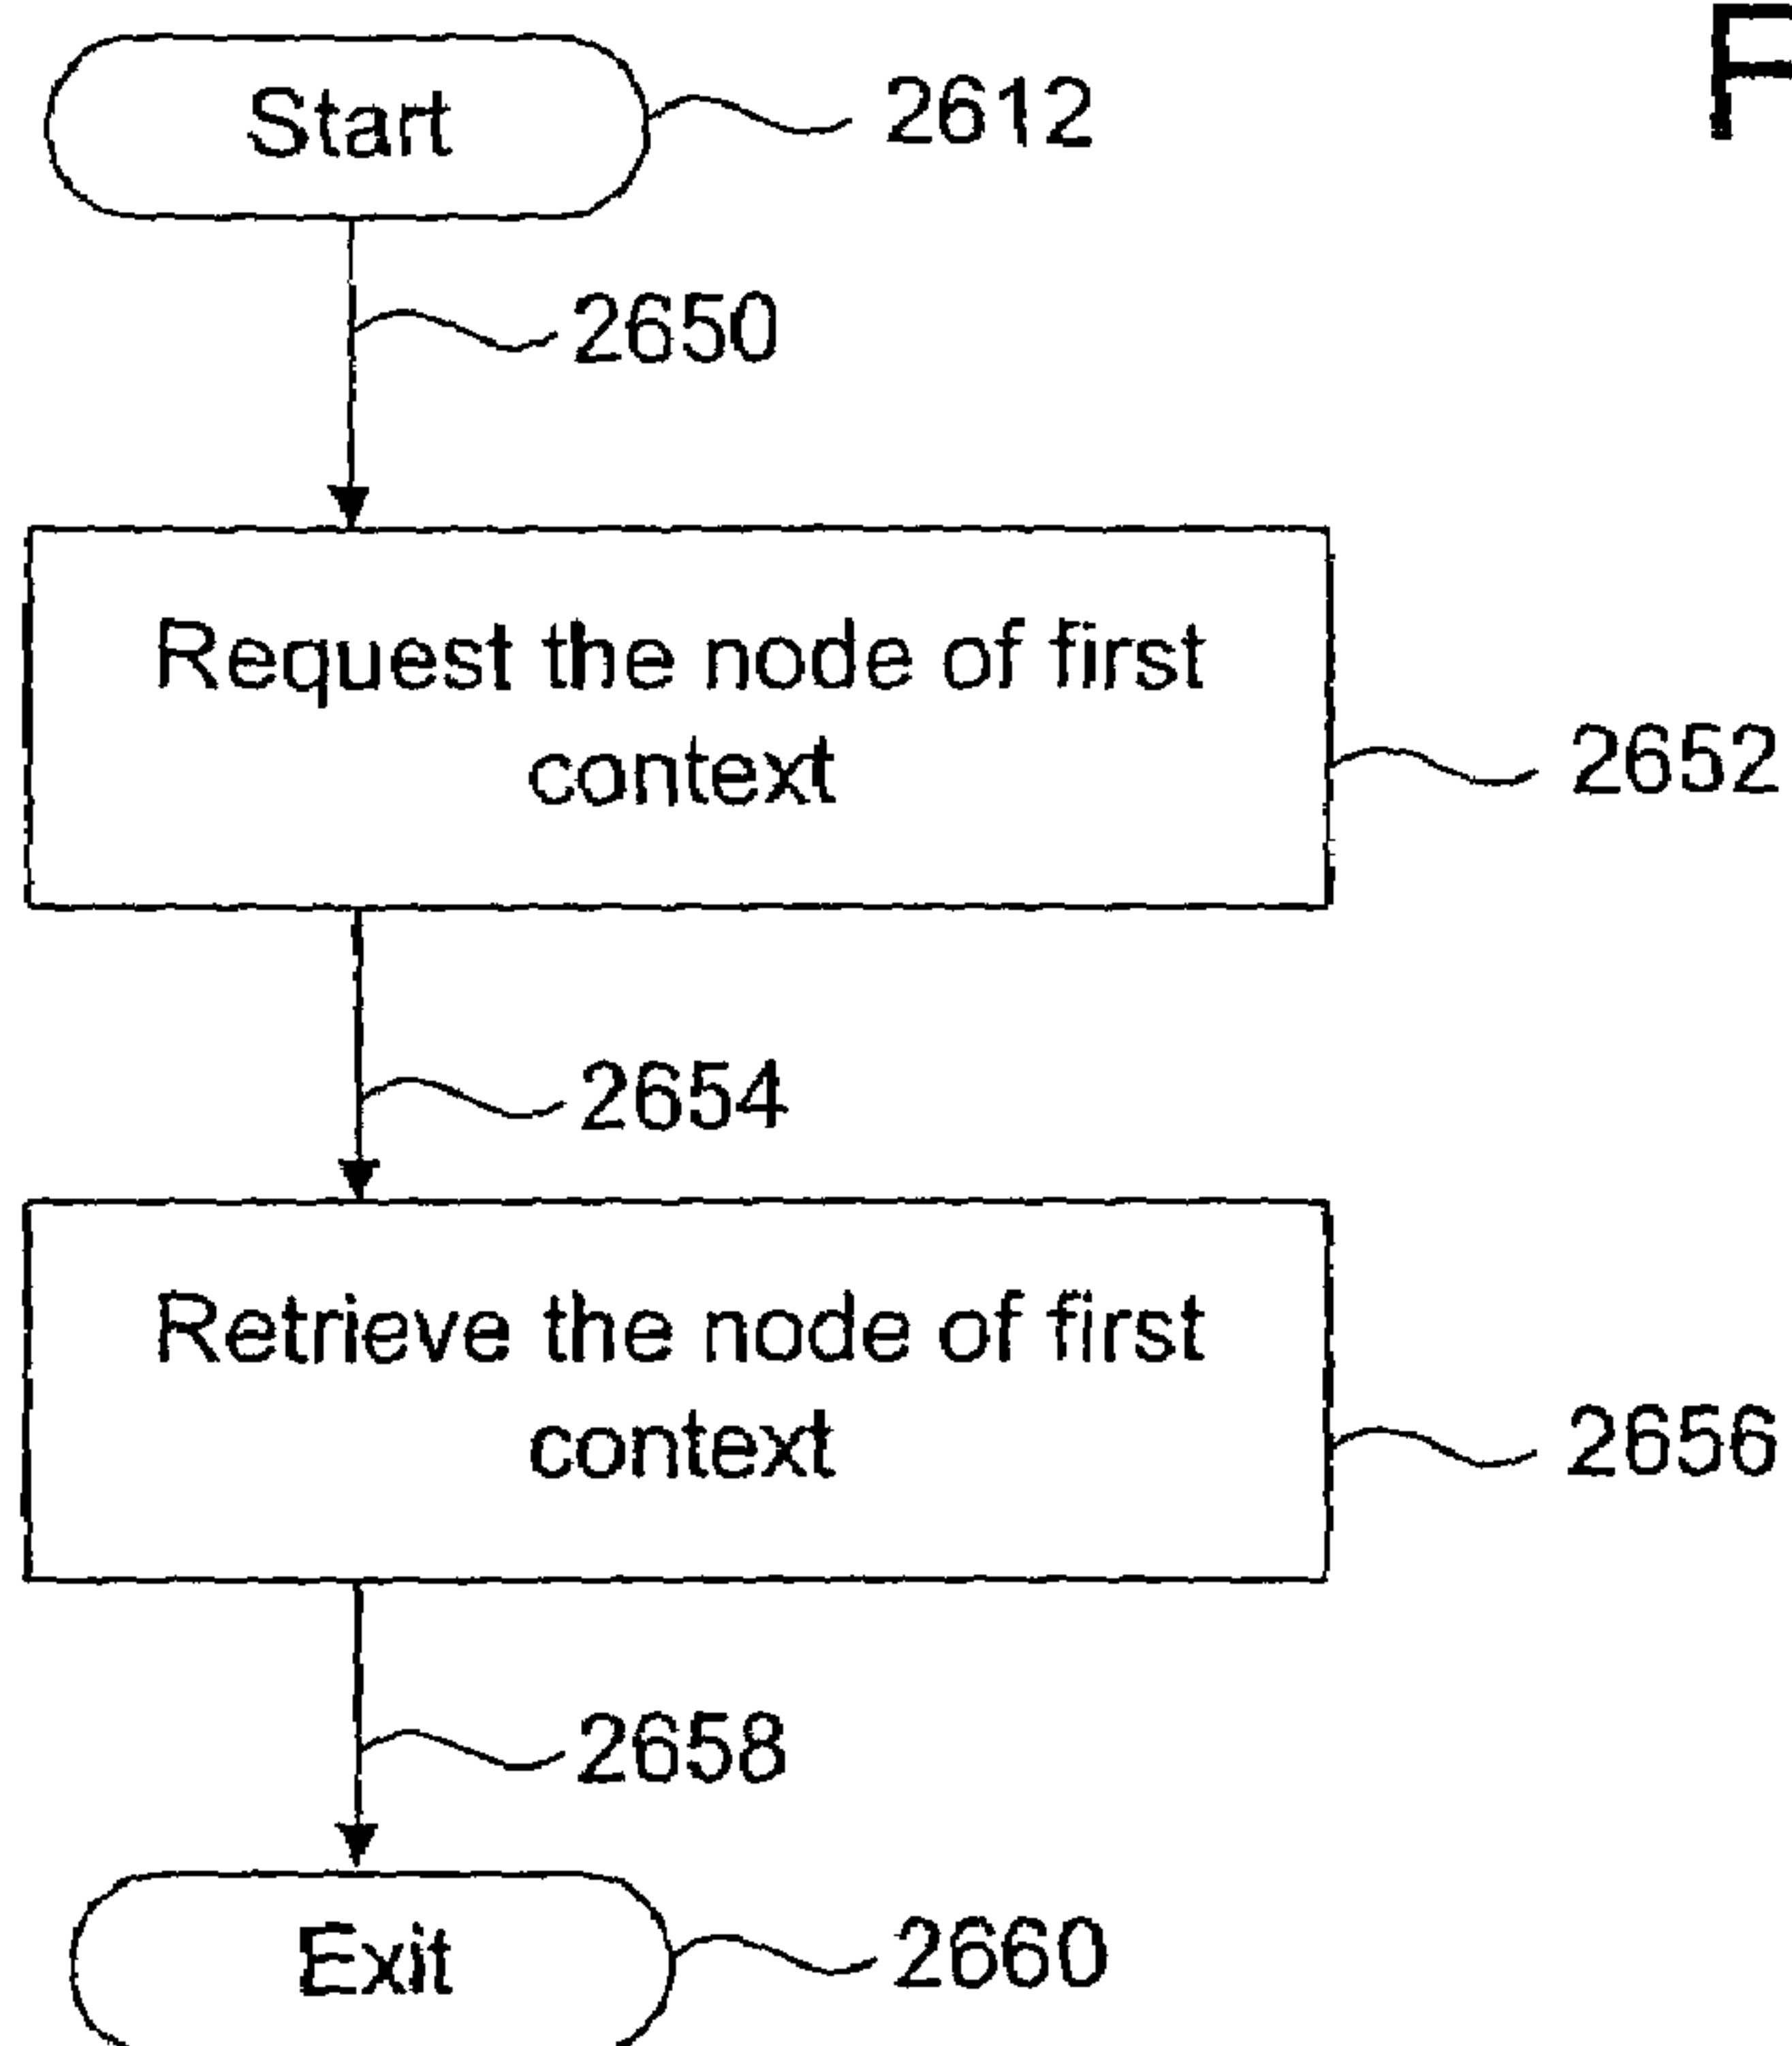 Start
2612
2650
Request the node of first
context
2652
2654
Retrieve the node of first
context
2656
2658
Exit
2660